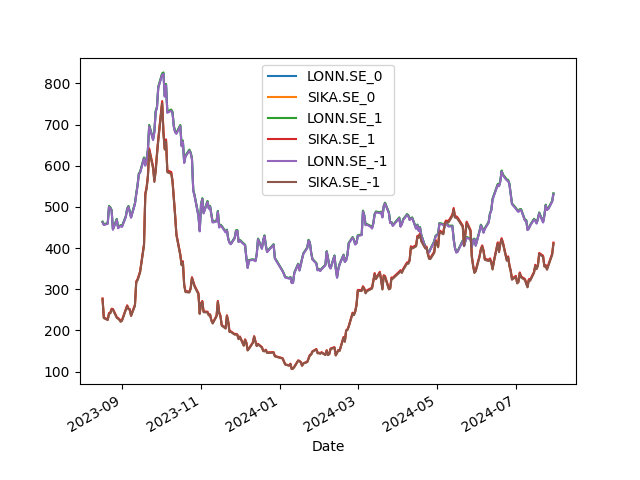 800
700
600
500
400
300
200
100
LONN.SE_0
SIKA.SE_0
LONN.SE_1
SIKA.SE_1
LONN.SE_-1
SIKA.SE_-1
2023-09
2023-11
2024-01
2024-03
2024-05
2024-07
Date